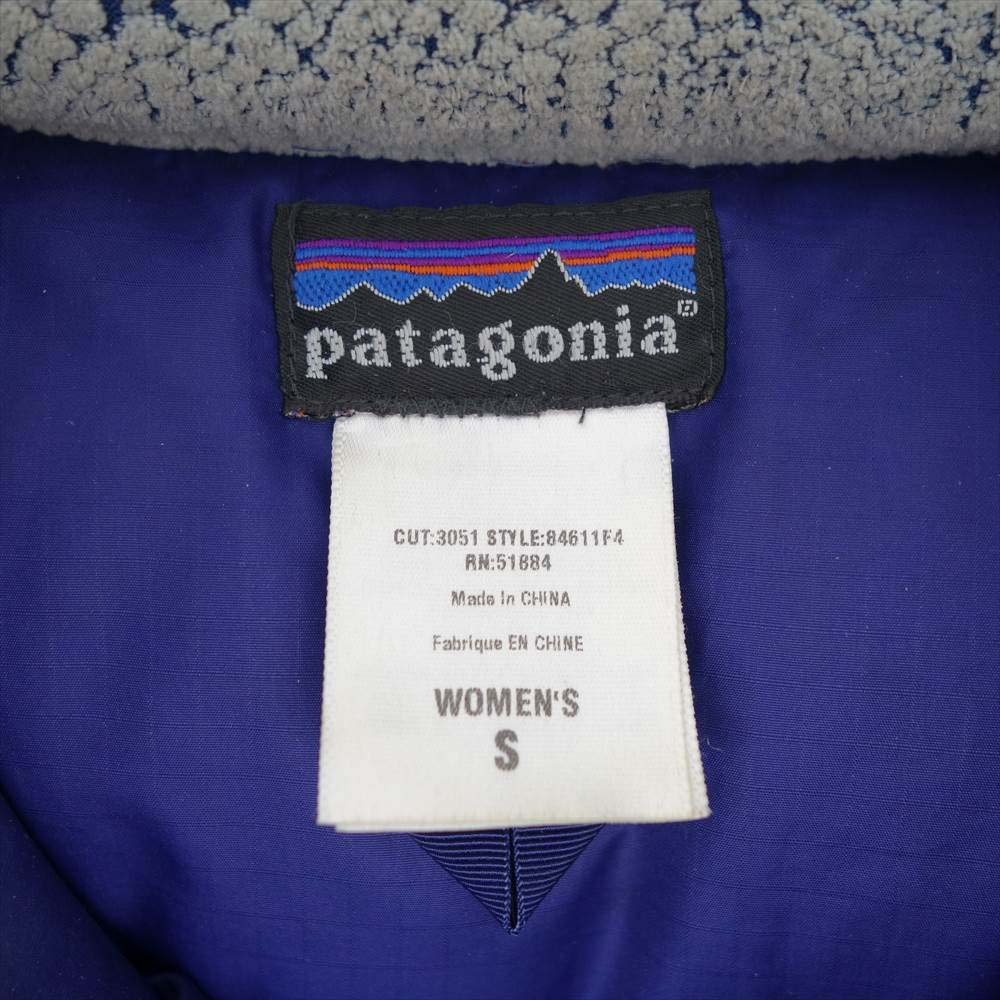 patagonia®
CUT:3051 STYLE:84611F4
RN:51884
Made In CHINA
Fabrique EN CHINE
WOMEN'S
S